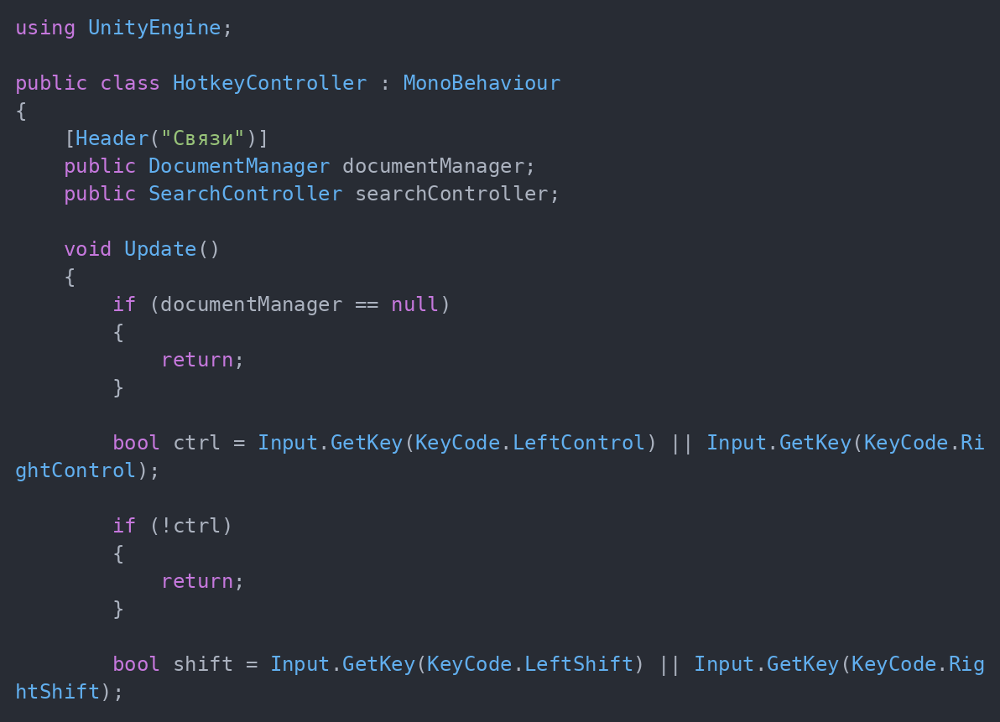 using UnityEngine;

public class HotkeyController : MonoBehaviour
{
    [Header("Связи")]
    public DocumentManager documentManager;
    public SearchController searchController;

    void Update()
    {
        if (documentManager == null)
        {
            return;
        }

        bool ctrl = Input.GetKey(KeyCode.LeftControl) || Input.GetKey(KeyCode.Ri
ghtControl);

        if (!ctrl)
        {
            return;
        }

        bool shift = Input.GetKey(KeyCode.LeftShift) || Input.GetKey(KeyCode.Rig
htShift);